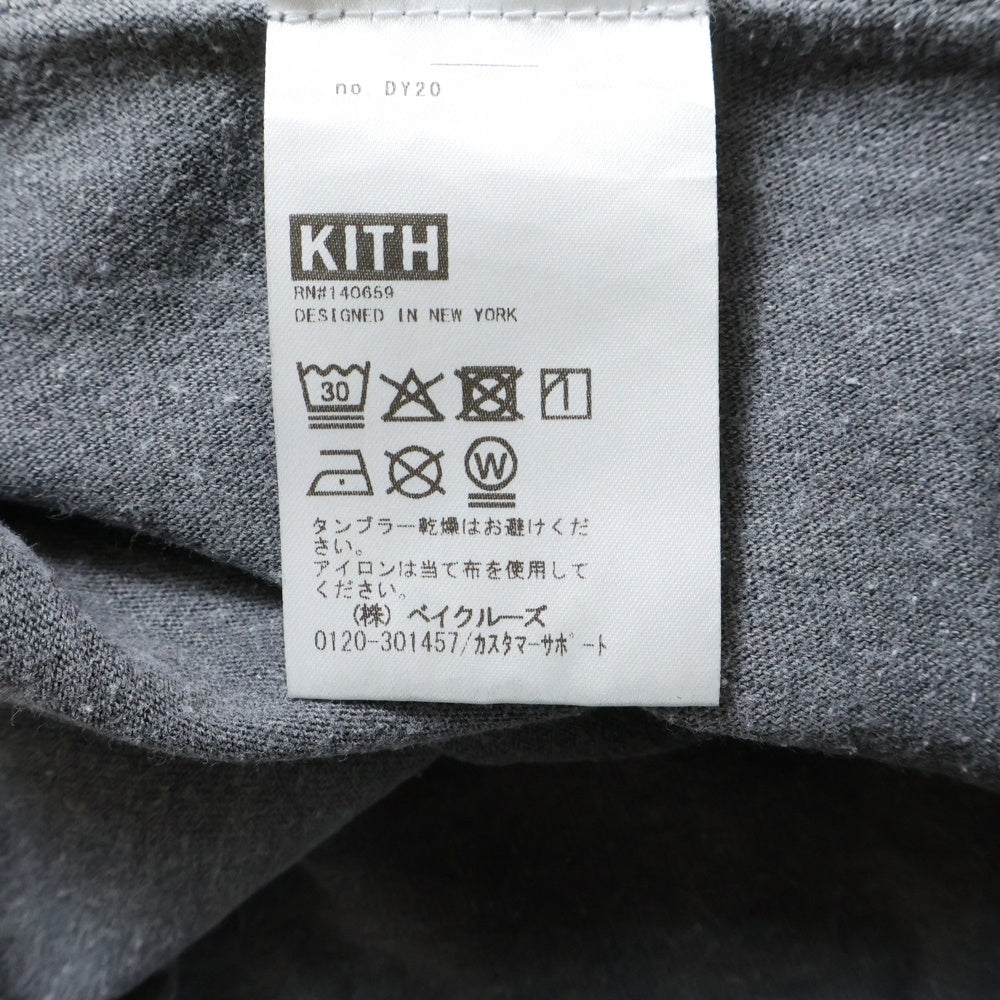 no DY20
KITH
RN#140659
DESIGNED IN NEW YORK
30
W
タンブラー乾燥はお避けくだ
さい。
アイロンは当て布を使用して
ください。
（株）ベイクルーズ
0120-301457/カスタマーサポート